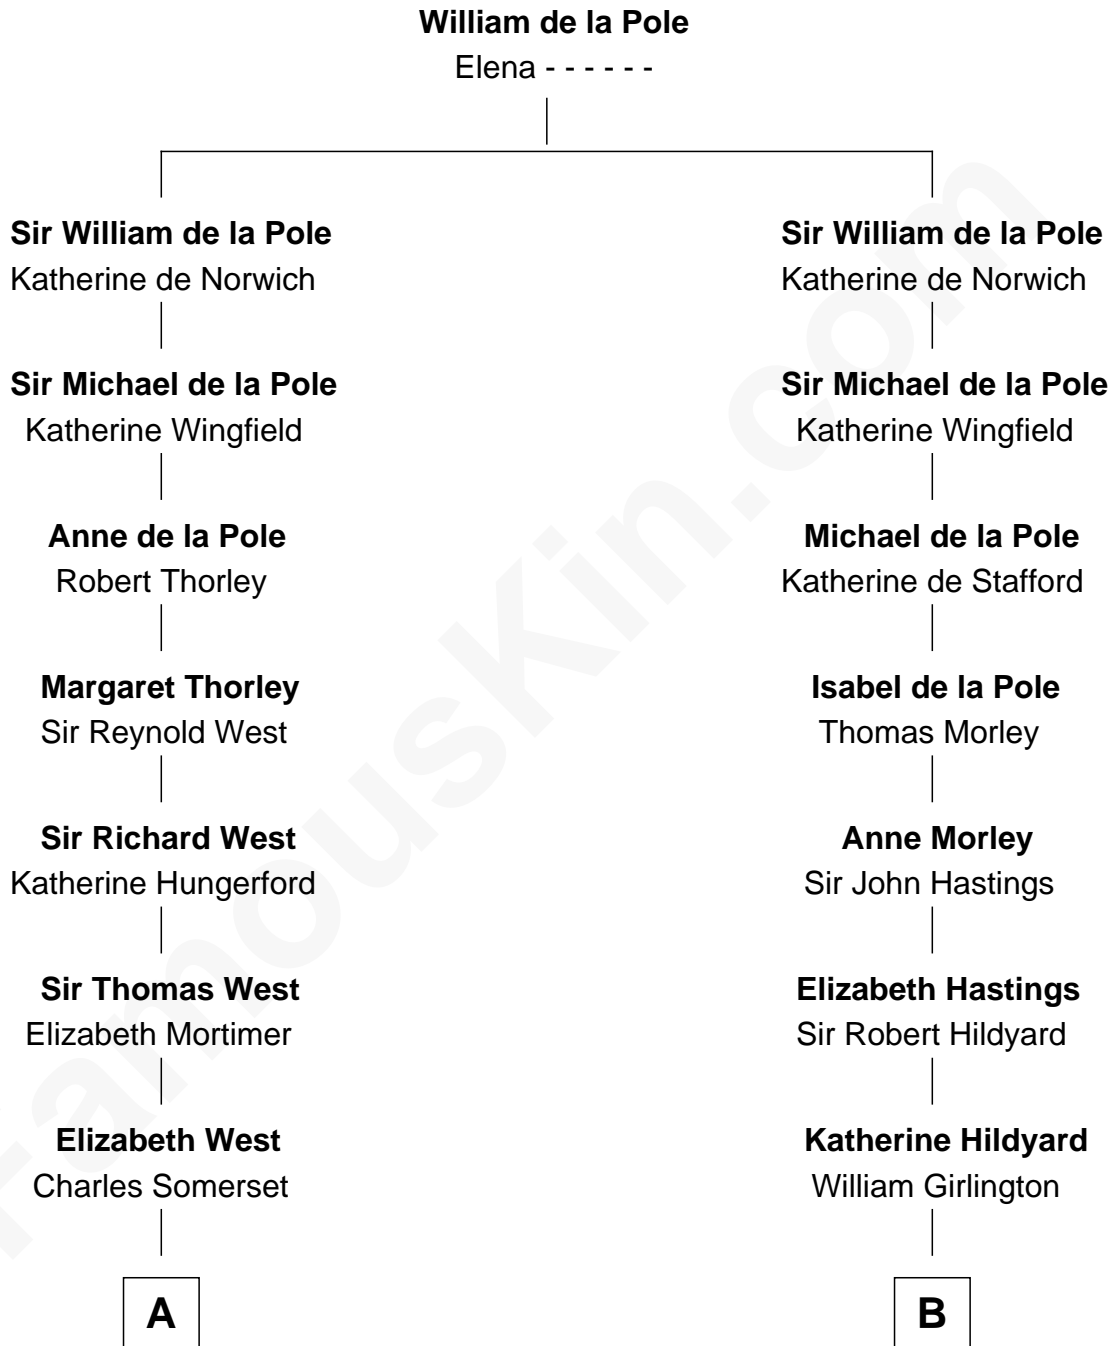 William de la Pole
Elena - - - - - -
Sir William de la Pole
Katherine de Norwich
Sir Michael de la Pole
Katherine Wingfield
Anne de la Pole
Robert Thorley
Margaret Thorley
Sir Reynold West
Sir Richard West
Katherine Hungerford
Sir Thomas West
Elizabeth Mortimer
Elizabeth West
Charles Somerset
A
Sir William de la Pole
Katherine de Norwich
Sir Michael de la Pole
Katherine Wingfield
Michael de la Pole
Katherine de Stafford
Isabel de la Pole
Thomas Morley
Anne Morley
Sir John Hastings
Elizabeth Hastings
Sir Robert Hildyard
Katherine Hildyard
William Girlington
B
FamousKin.com